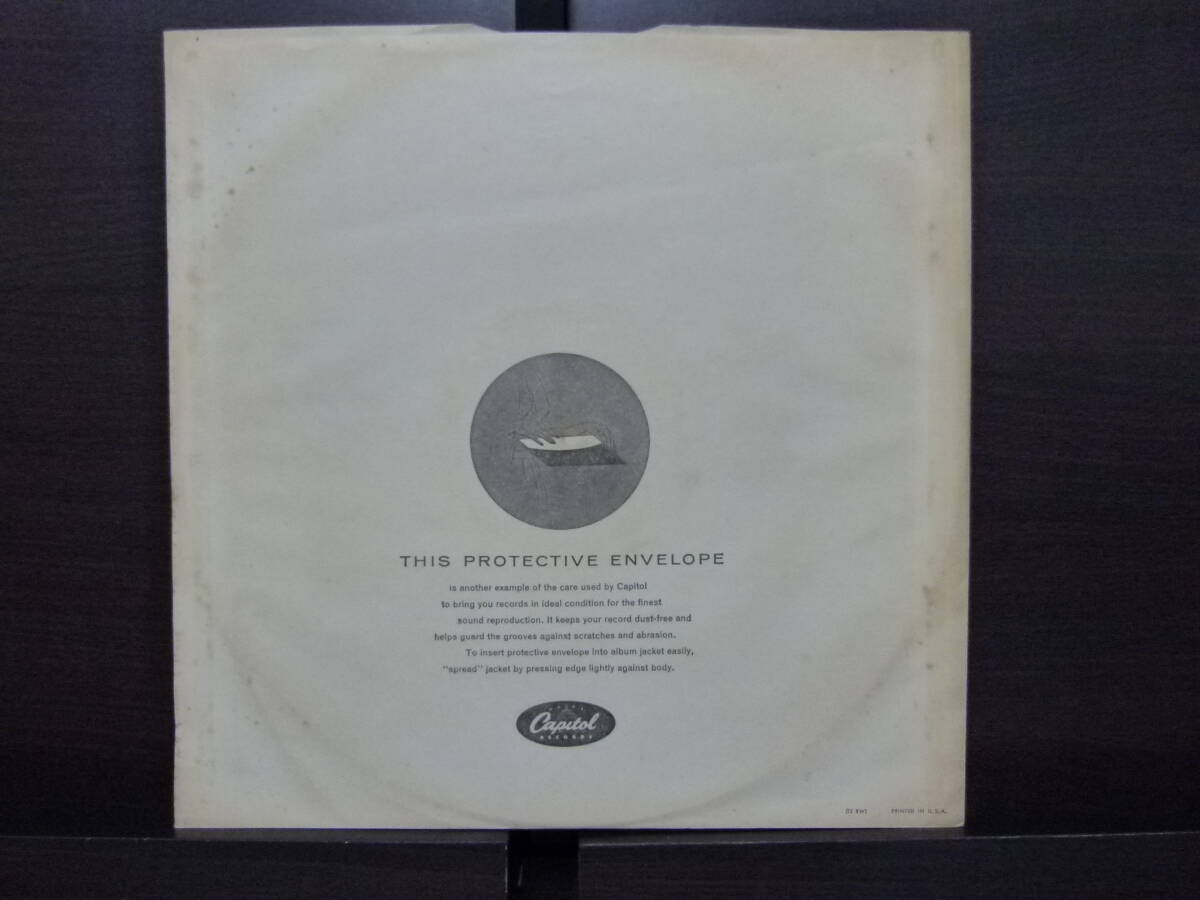 THIS PROTECTIVE ENVELOPE
is another example of the care used by Capitol
to bring you records in ideal condition for the finest
sound reproduction. It keeps your record dust-free and
helps guard the grooves against scratches and abrasion.
To insert protective envelope into album jacket easily,
"spread" jacket by pressing edge lightly against body.
Capitol
RECORDS
PRINTED IN U.S.A.